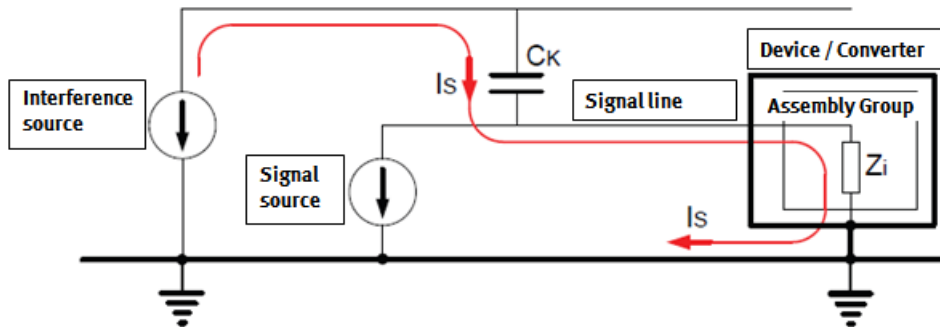 Device / Converter
CK
Interference
source
Is
Signal line
Assembly Group
Signal
source
Zi
Is